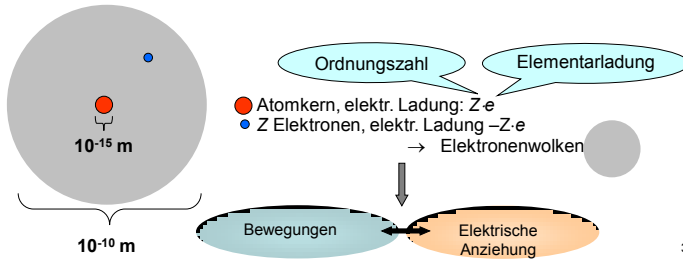 Ordnungszahl
Elementarladung
Atomkern, elektr. Ladung: Z·e
Z Elektronen, elektr. Ladung –Z·e
→ Elektronenwolken
10⁻¹⁵ m
10⁻¹⁰ m
Bewegungen
Elektrische
Anziehung